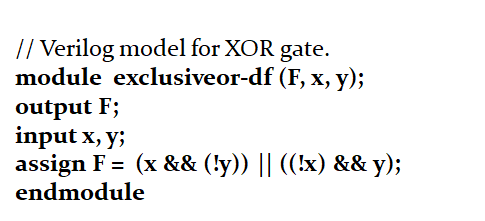 // Verilog model for XOR gate.
module exclusiveor-df (F, x, y);
output F;
input x, y;
assign F = (x && (!y)) || ((!x) && y);
endmodule